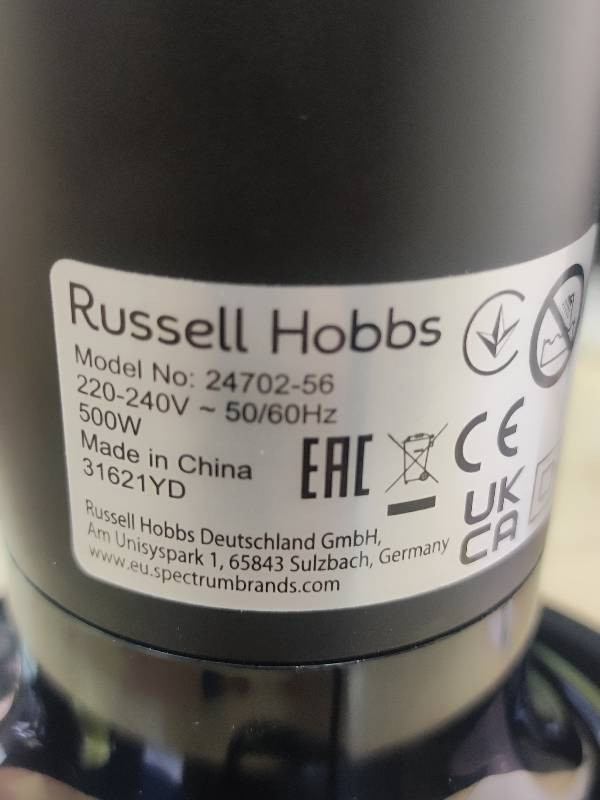 Russell Hobbs
Model No: 24702-56
220-240V ~ 50/60Hz
500W
Made in China
31621YD
EAC
CE
UK
CA
Russell Hobbs Deutschland GmbH,
Am Unisyspark 1, 65843 Sulzbach, Germany
www.eu.spectrumbrands.com